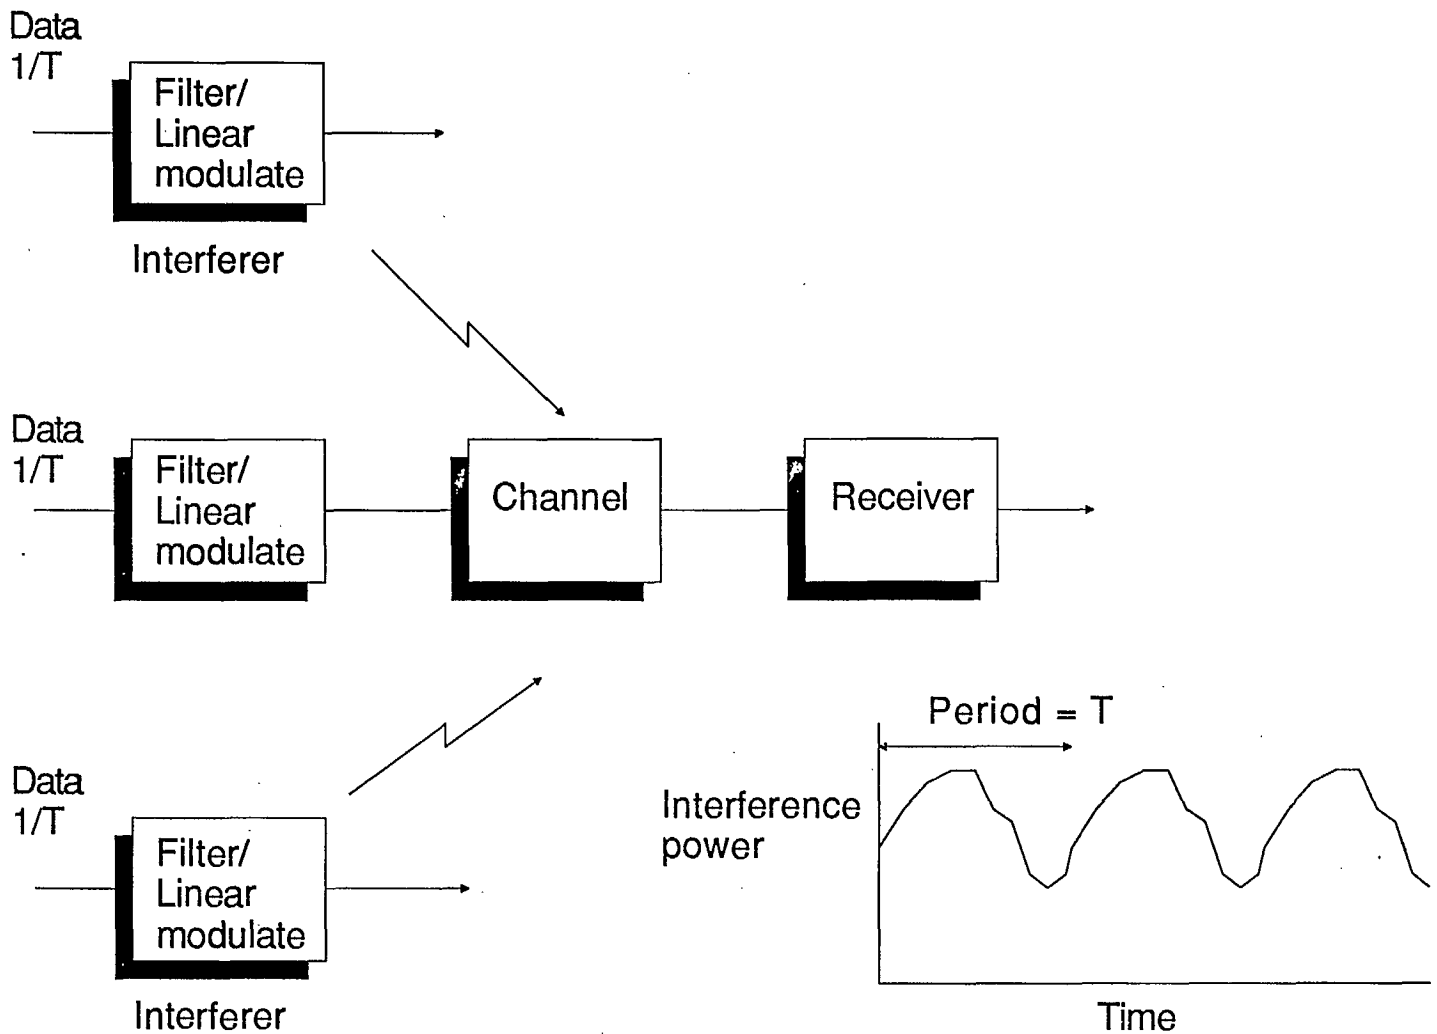 Data
1/T
Filter/
Linear
modulate
Interferer
Data
1/T
Filter/
Linear
modulate
Channel
Receiver
Data
1/T
Filter/
Linear
modulate
Interferer
Period = T
Interference
power
Time